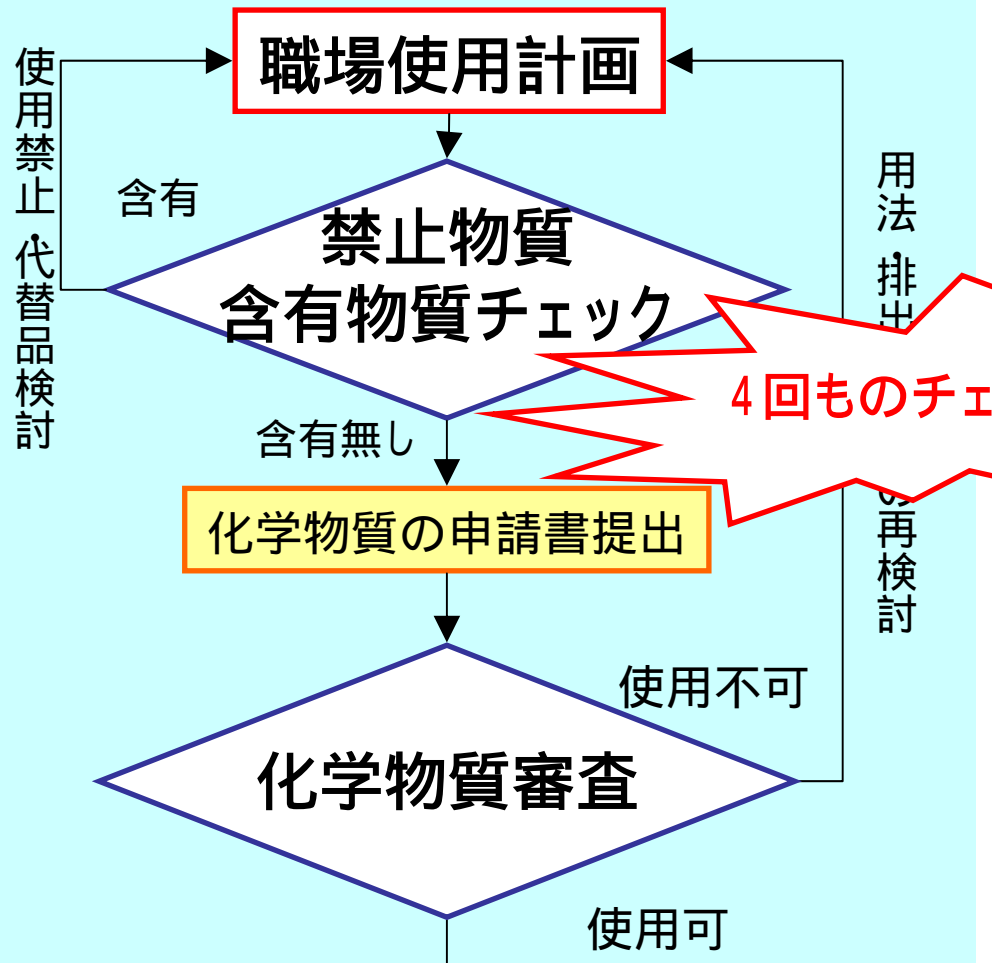 職場使用計画
使用禁止・代替品検討
含有
禁止物質
含有物質チェック
用法・排出
の再検討
4回ものチェ
含有無し
化学物質の申請書提出
使用不可
化学物質審査
使用可